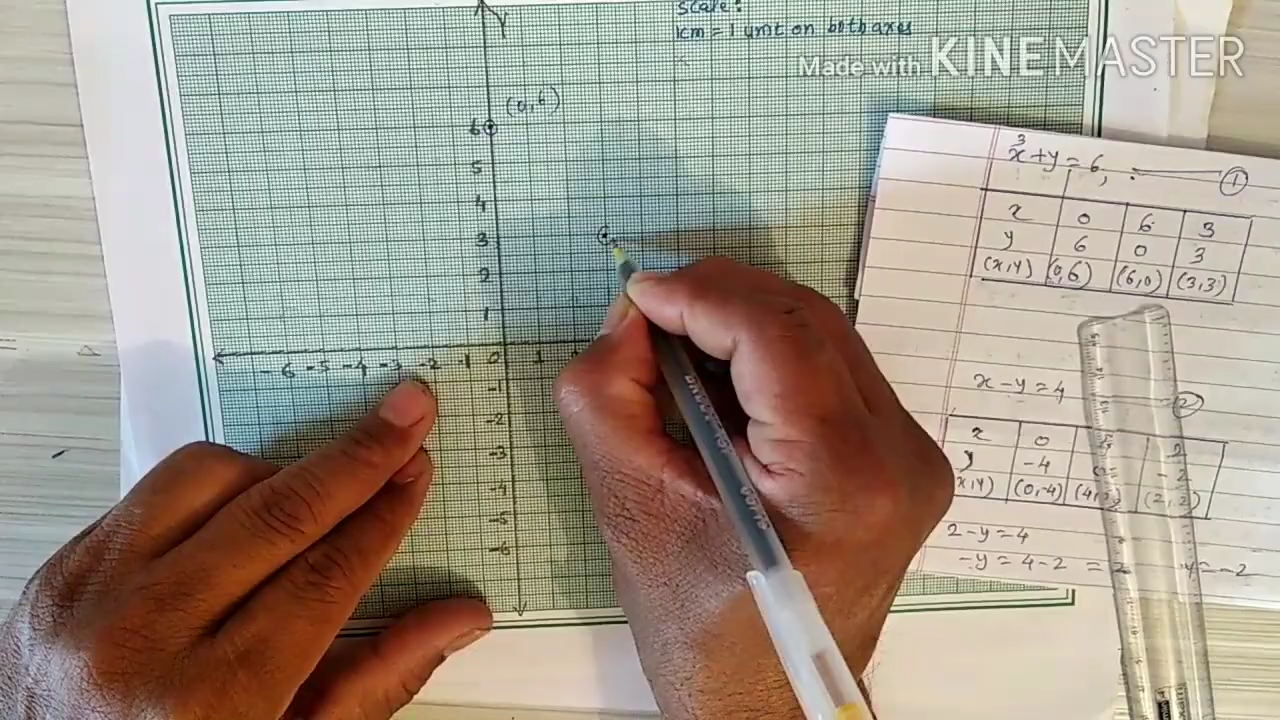 Scale:
1cm = 1 unit on both axes
Made with KINEMASTER
Y
(0,6)
6
5
4
3
2
1
-6 -5 -4 -3 -2 -1 0 1
-1
-2
-3
-4
-5
-6
3
x+y = 6, ①
x 0 6 3
y 6 0 3
(x,y) (0,6) (6,0) (3,3)
x-y = 4 ②
x 0 2
y -4 -2
(x,y) (0,-4)
2-y = 4
-y = 4-2 = 2 y = -2